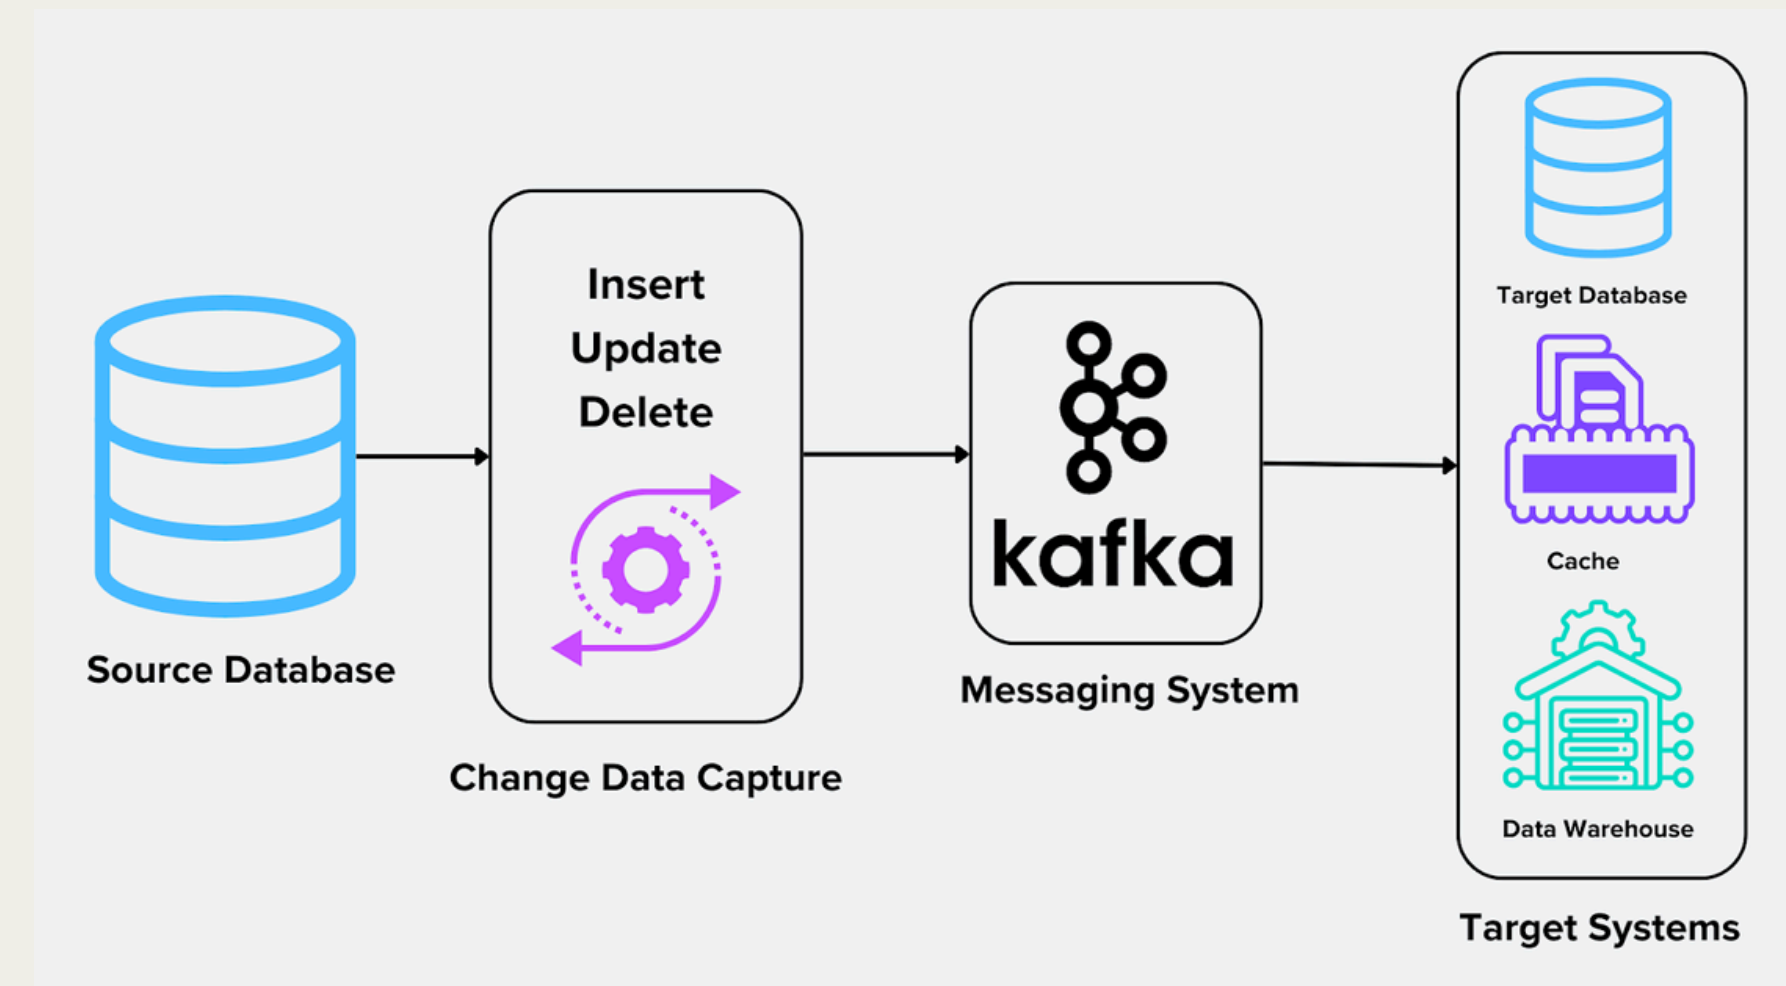 Source Database
Insert
Update
Delete
Change Data Capture
kafka
Messaging System
Target Database
Cache
Data Warehouse
Target Systems